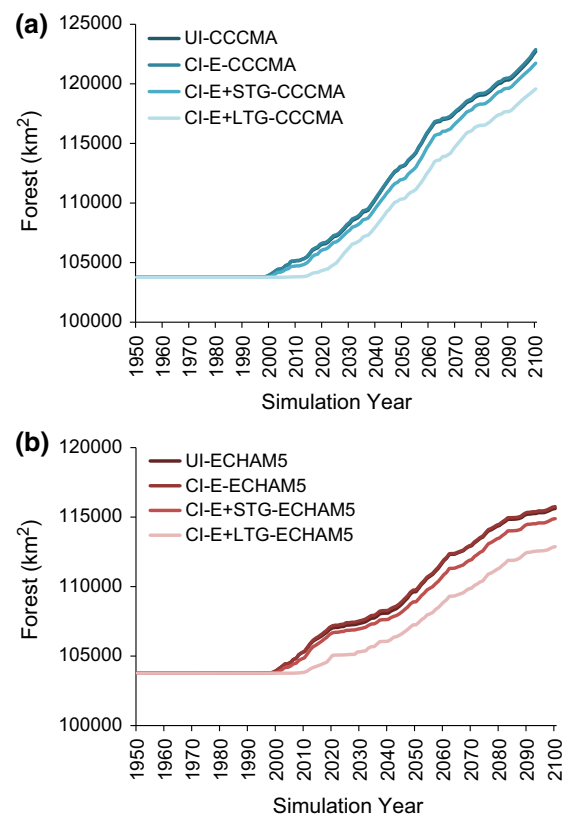 (a)
UI-CCCMA
CI-E-CCCMA
CI-E+STG-CCCMA
CI-E+LTG-CCCMA
Forest (km²)
125000
120000
115000
110000
105000
100000
1950 1960 1970 1980 1990 2000 2010 2020 2030 2040 2050 2060 2070 2080 2090 2100
Simulation Year
(b)
UI-ECHAM5
CI-E-ECHAM5
CI-E+STG-ECHAM5
CI-E+LTG-ECHAM5
Forest (km²)
120000
115000
110000
105000
100000
1950 1960 1970 1980 1990 2000 2010 2020 2030 2040 2050 2060 2070 2080 2090 2100
Simulation Year